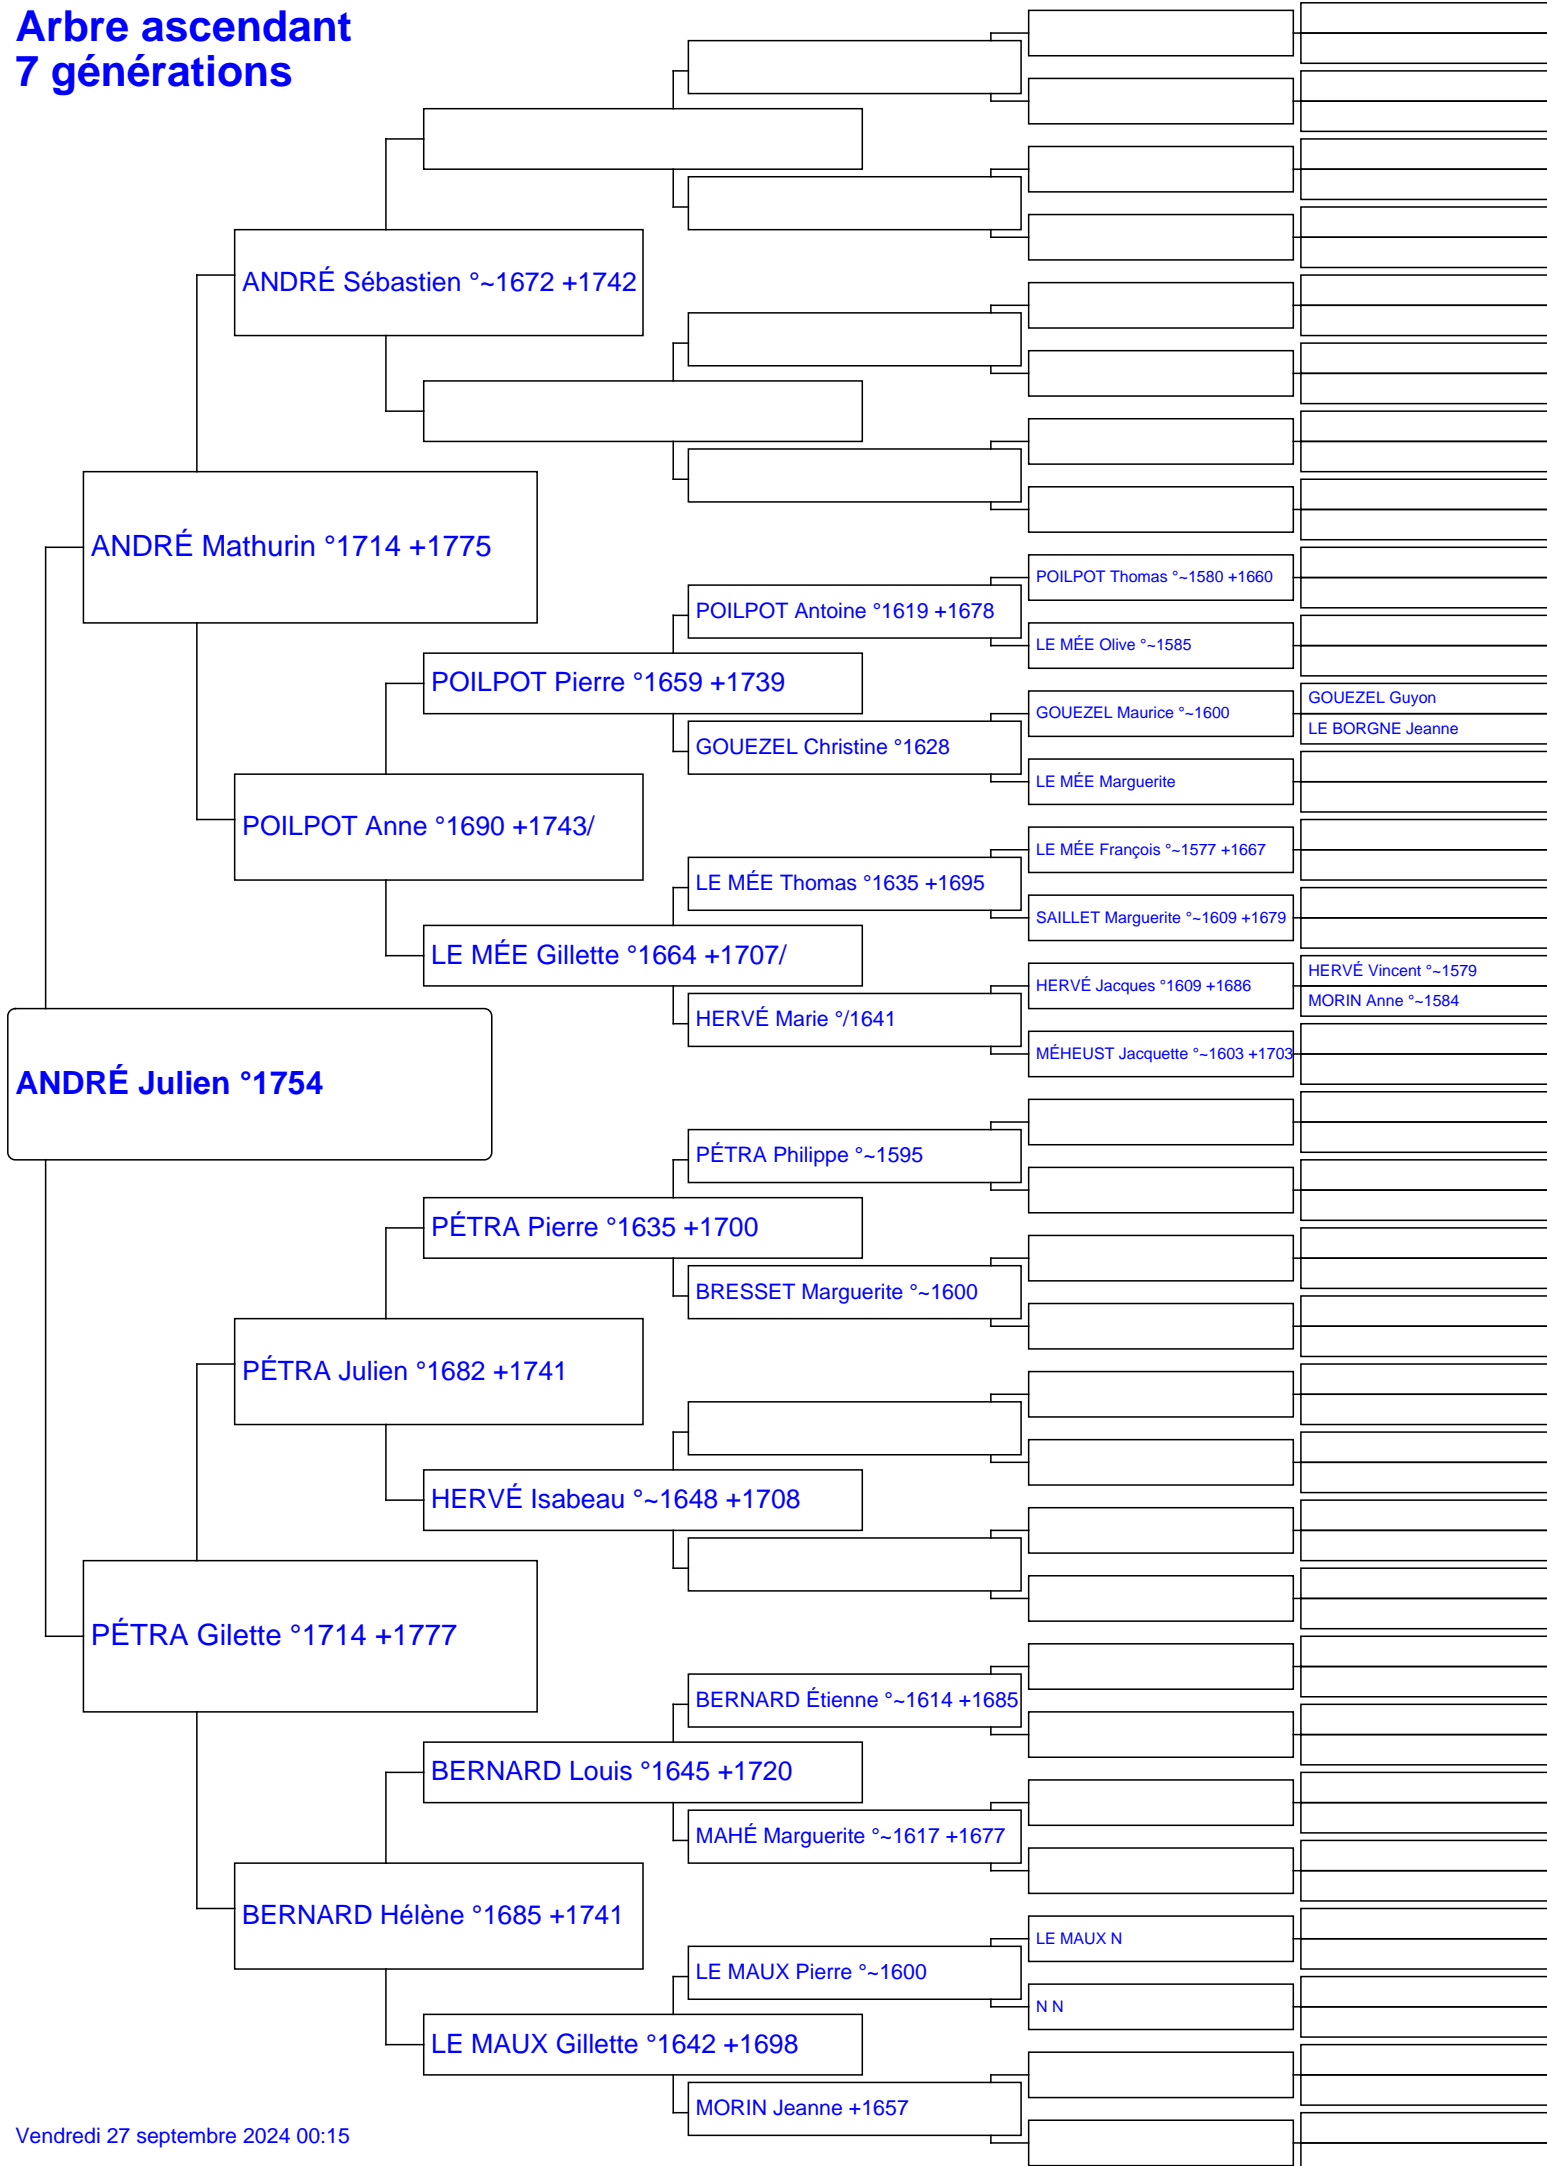 Arbre ascendant
7 générations
ANDRÉ Sébastien °~1672 +1742
ANDRÉ Mathurin °1714 +1775
POILPOT Thomas °~1580 +1660
POILPOT Antoine °1619 +1678
LE MÉE Olive °~1585
POILPOT Pierre °1659 +1739
GOUEZEL Guyon
GOUEZEL Maurice °~1600
LE BORGNE Jeanne
GOUEZEL Christine °1628
LE MÉE Marguerite
POILPOT Anne °1690 +1743/
LE MÉE François °~1577 +1667
LE MÉE Thomas °1635 +1695
SAILLET Marguerite °~1609 +1679
LE MÉE Gillette °1664 +1707/
HERVÉ Vincent °~1579
HERVÉ Jacques °1609 +1686
MORIN Anne °~1584
HERVÉ Marie °/1641
MÉHEUST Jacquette °~1603 +1703
ANDRÉ Julien °1754
PÉTRA Philippe °~1595
PÉTRA Pierre °1635 +1700
BRESSET Marguerite °~1600
PÉTRA Julien °1682 +1741
HERVÉ Isabeau °~1648 +1708
PÉTRA Gilette °1714 +1777
BERNARD Étienne °~1614 +1685
BERNARD Louis °1645 +1720
MAHÉ Marguerite °~1617 +1677
BERNARD Hélène °1685 +1741
LE MAUX N
LE MAUX Pierre °~1600
N N
LE MAUX Gillette °1642 +1698
MORIN Jeanne +1657
Vendredi 27 septembre 2024 00:15